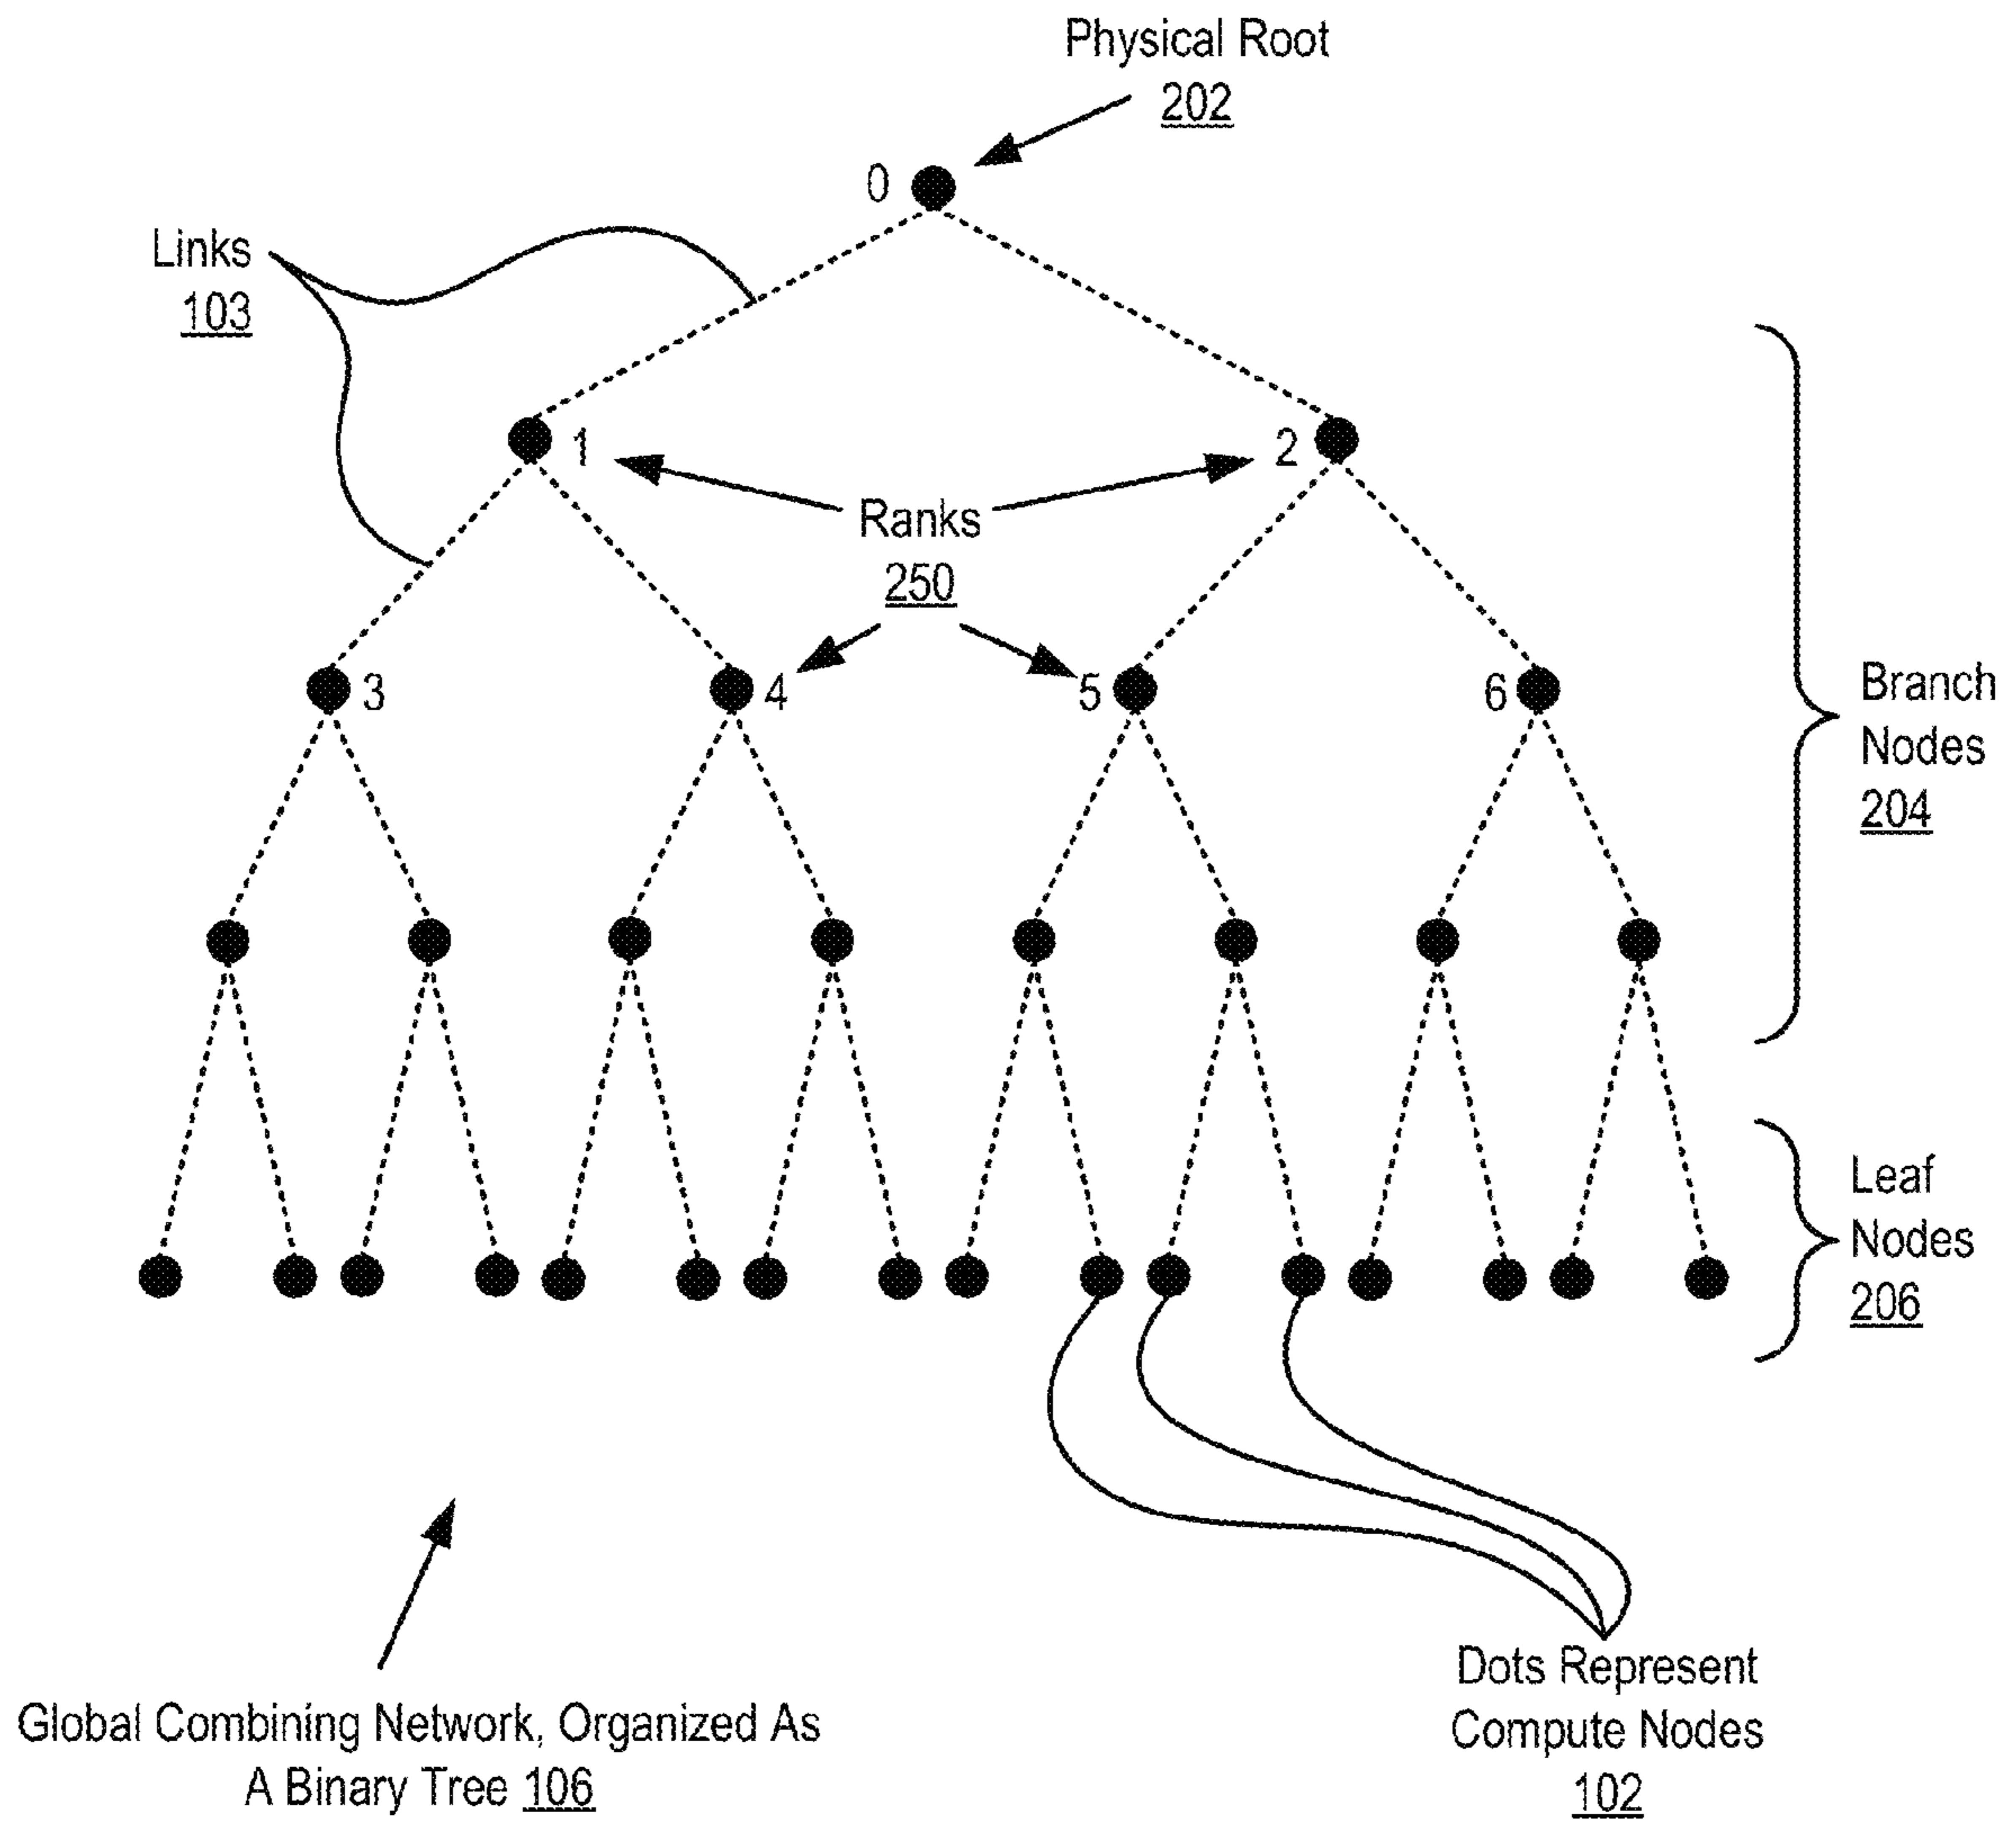 Physical Root
202
0
Links
103
1
2
Ranks
250
3
4
5
6
Branch
Nodes
204
Leaf
Nodes
206
Dots Represent
Compute Nodes
102
Global Combining Network, Organized As
A Binary Tree 106